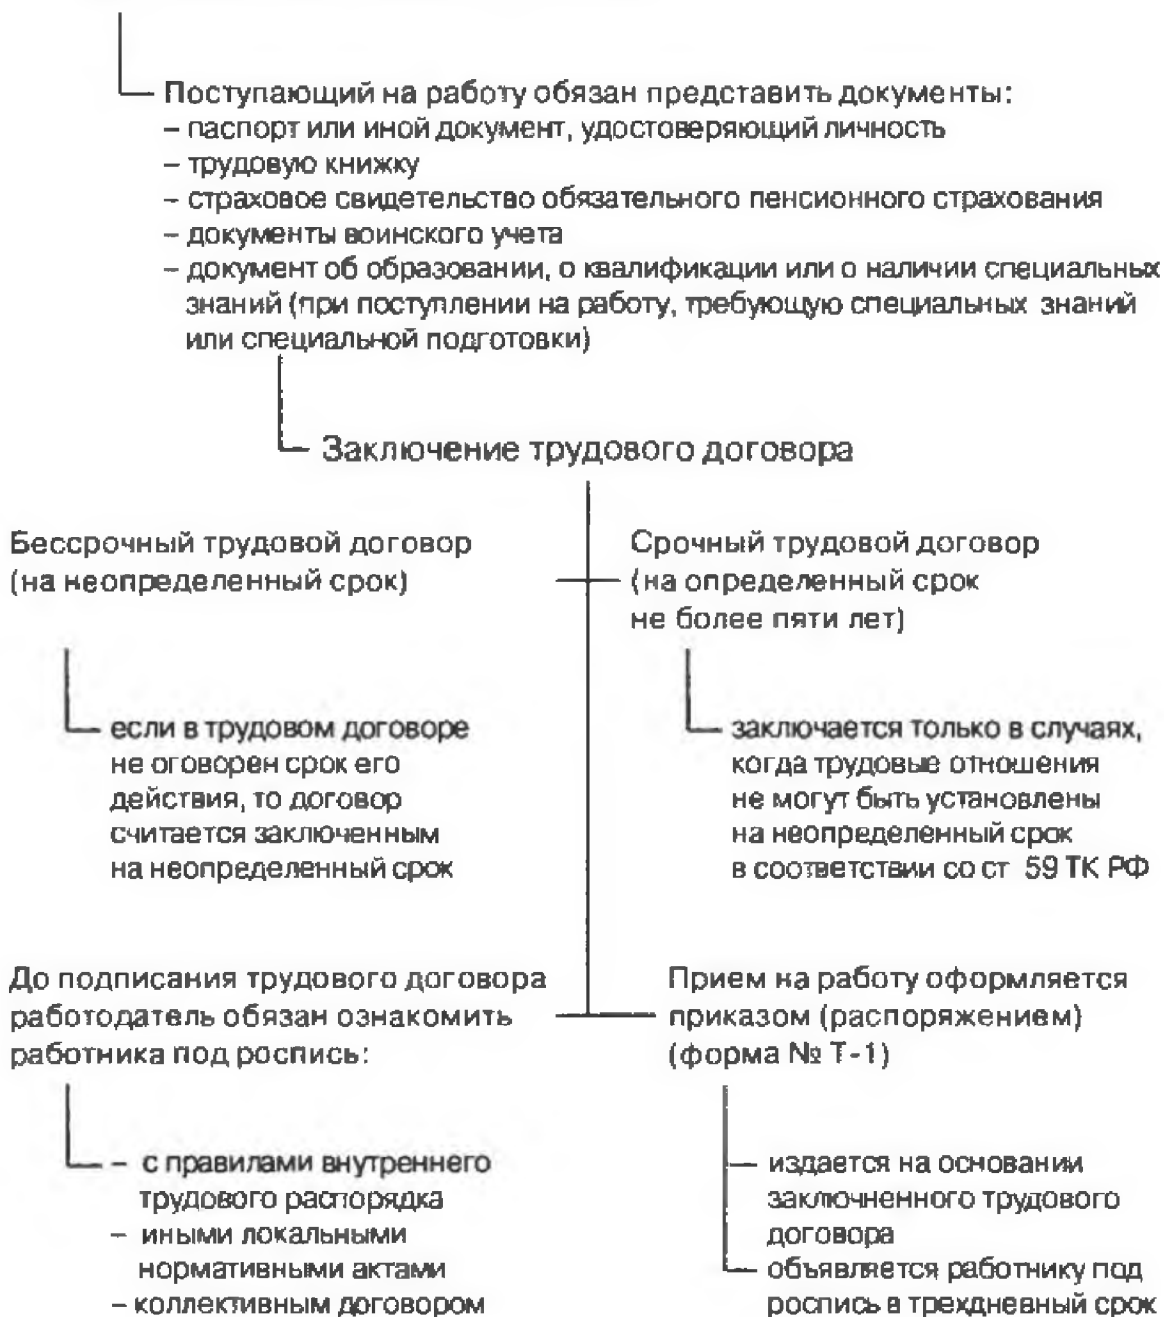 Поступающий на работу обязан представить документы:
– паспорт или иной документ, удостоверяющий личность
– трудовую книжку
– страховое свидетельство обязательного пенсионного страхования
– документы воинского учета
– документ об образовании, о квалификации или о наличии специальных
знаний (при поступлении на работу, требующую специальных знаний
или специальной подготовки)
Заключение трудового договора
Бессрочный трудовой договор
(на неопределенный срок)
Срочный трудовой договор
(на определенный срок
не более пяти лет)
если в трудовом договоре
не оговорен срок его
действия, то договор
считается заключенным
на неопределенный срок
заключается только в случаях,
когда трудовые отношения
не могут быть установлены
на неопределенный срок
в соответствии со ст 59 ТК РФ
До подписания трудового договора
работодатель обязан ознакомить
работника под роспись:
– с правилами внутреннего
трудового распорядка
– иными локальными
нормативными актами
– коллективным договором
Прием на работу оформляется
приказом (распоряжением)
(форма № Т-1)
издается на основании
заключненного трудового
договора
объявляется работнику под
роспись в трехдневный срок